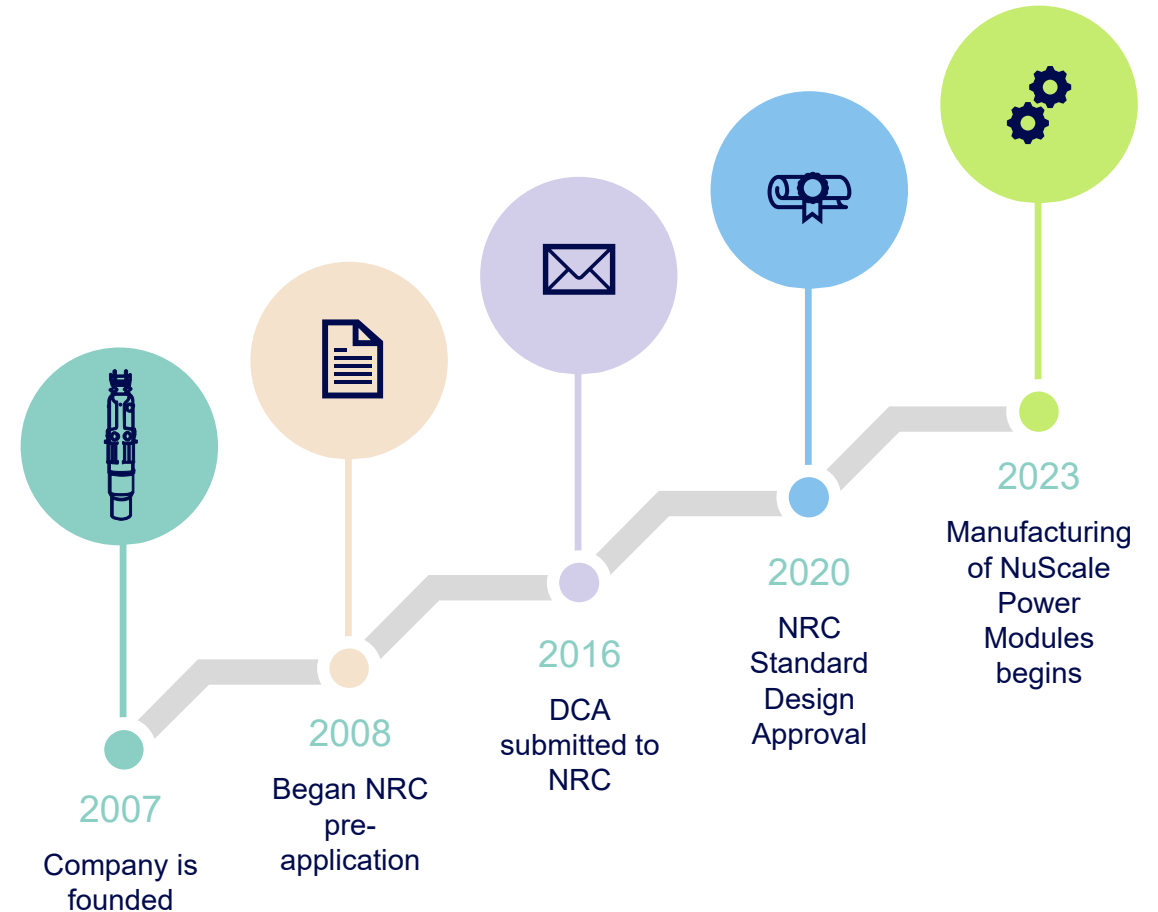 2007
Company is
founded
2008
Began NRC
pre-
application
2016
DCA
submitted to
NRC
2020
NRC
Standard
Design
Approval
2023
Manufacturing
of NuScale
Power
Modules
begins